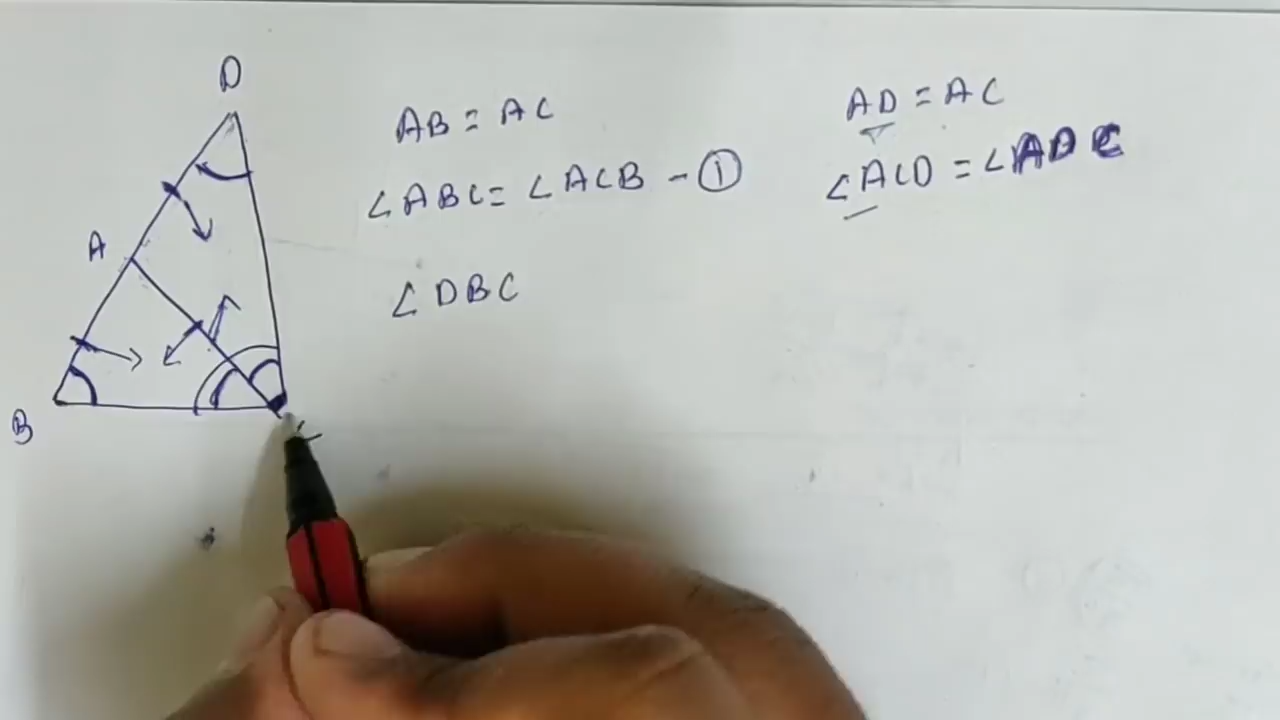 D
A
B
AB = AC
∠ABC = ∠ACB - ①
∠DBC
AD = AC
∠ACD = ∠ADC